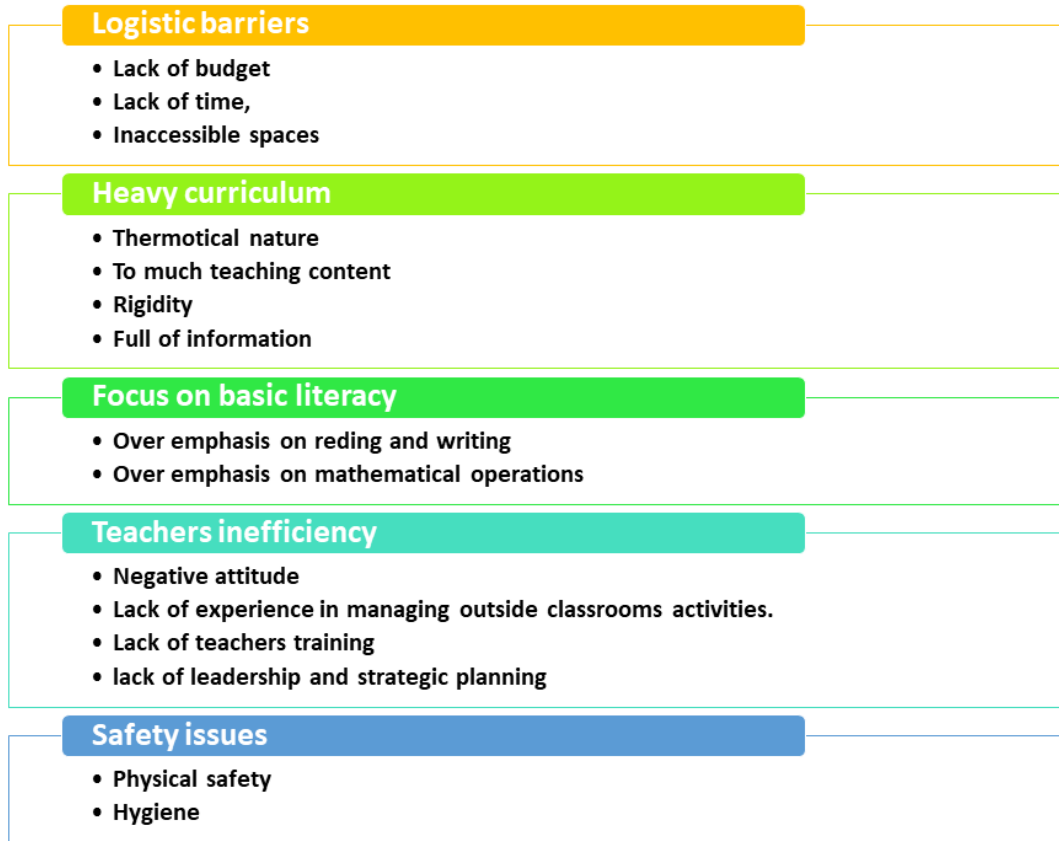 Logistic barriers
• Lack of budget
• Lack of time,
• Inaccessible spaces
Heavy curriculum
• Thermotical nature
• To much teaching content
• Rigidity
• Full of information
Focus on basic literacy
• Over emphasis on reding and writing
• Over emphasis on mathematical operations
Teachers inefficiency
• Negative attitude
• Lack of experience in managing outside classrooms activities.
• Lack of teachers training
• lack of leadership and strategic planning
Safety issues
• Physical safety
• Hygiene